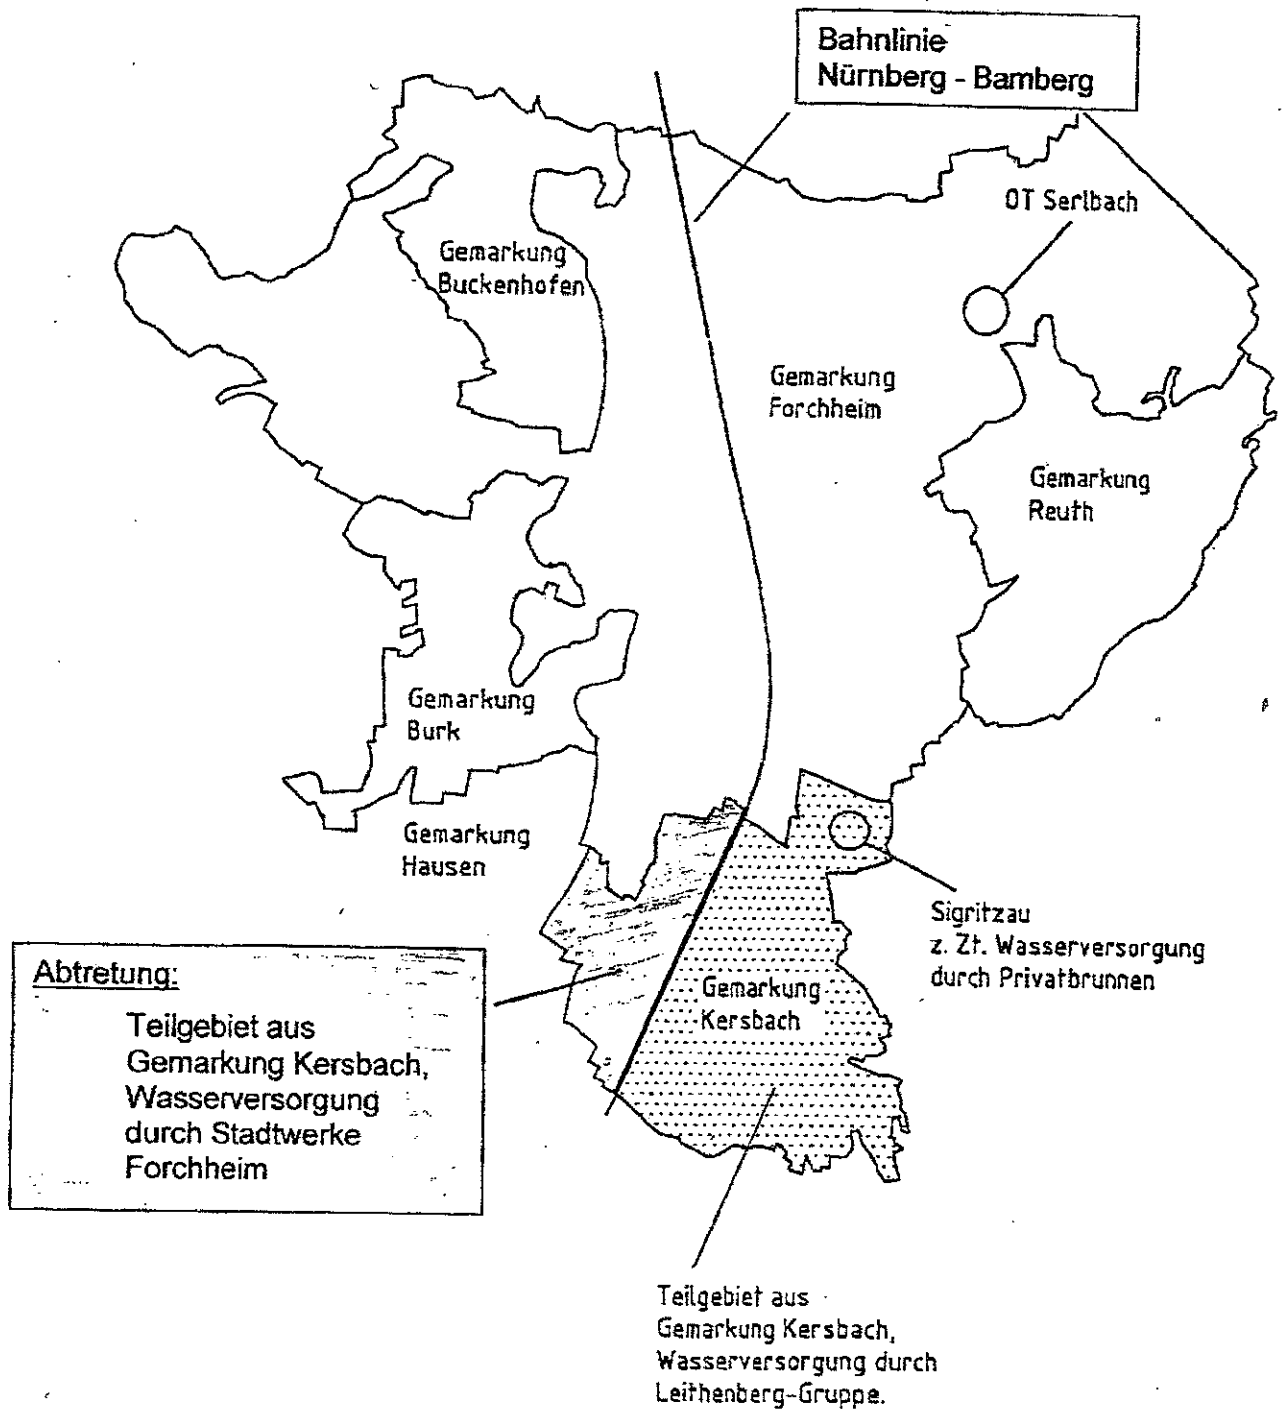 Bahnlinie
Nürnberg - Bamberg
OT Serlbach
Gemarkung
Buckenhofen
Gemarkung
Forchheim
Gemarkung
Reuth
Gemarkung
Burk
Gemarkung
Hausen
Sigritzau
z. Zt. Wasserversorgung
durch Privatbrunnen
Abtretung:
Teilgebiet aus
Gemarkung Kersbach,
Wasserversorgung
durch Stadtwerke
Forchheim
Gemarkung
Kersbach
Teilgebiet aus
Gemarkung Kersbach,
Wasserversorgung durch
Leithenberg-Gruppe.